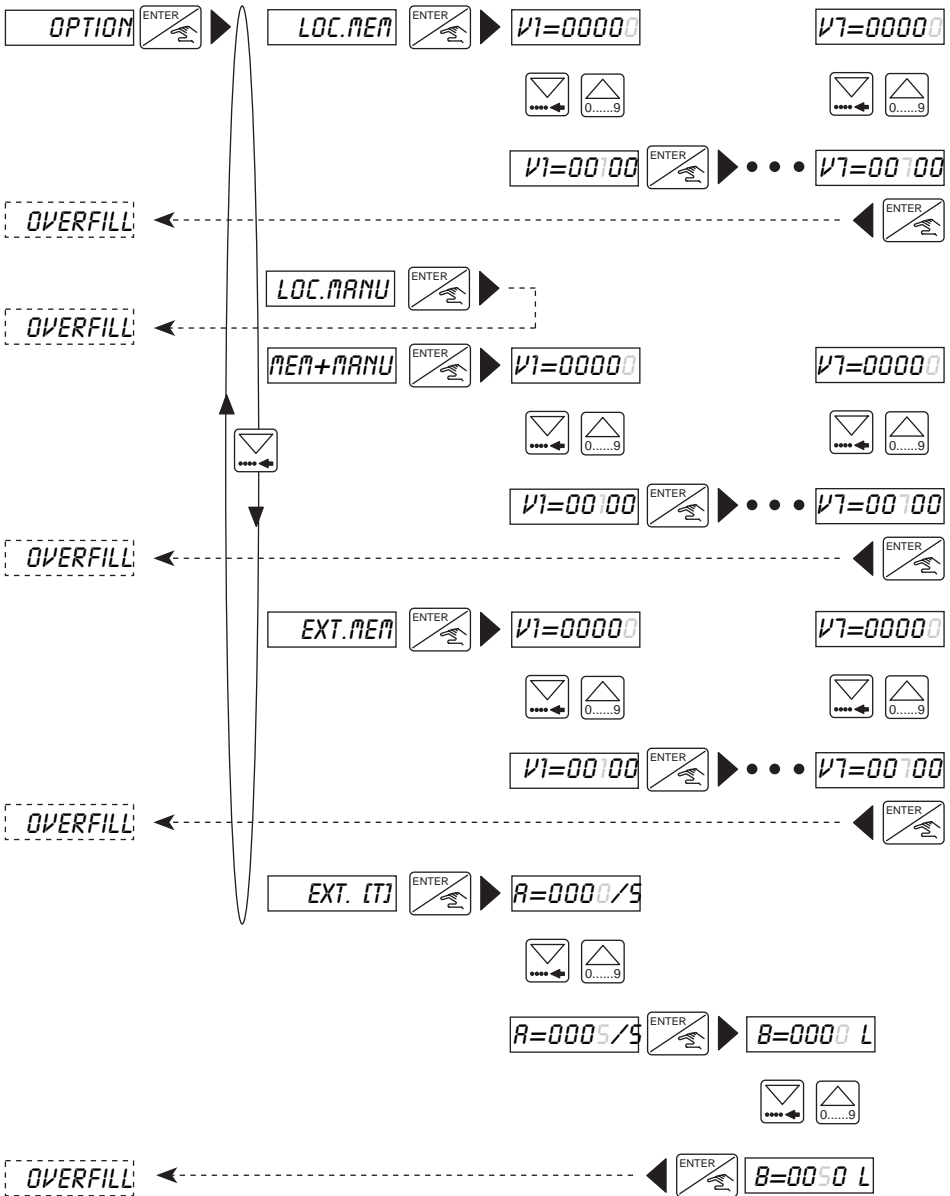 OPTION ENTER LOC.MEM ENTER V1=00000 V7=00000
0......9 0......9
V1=00100 ENTER V7=00700
OVERFILL ENTER
LOC.MANU ENTER
OVERFILL
MEM+MANU ENTER V1=00000 V7=00000
0......9 0......9
V1=00100 ENTER V7=00700
OVERFILL ENTER
EXT.MEM ENTER V1=00000 V7=00000
0......9 0......9
V1=00100 ENTER V7=00700
OVERFILL ENTER
EXT. [T] ENTER A=0000/S
0......9
A=0005/S ENTER B=0000 L
0......9
OVERFILL ENTER B=0050 L